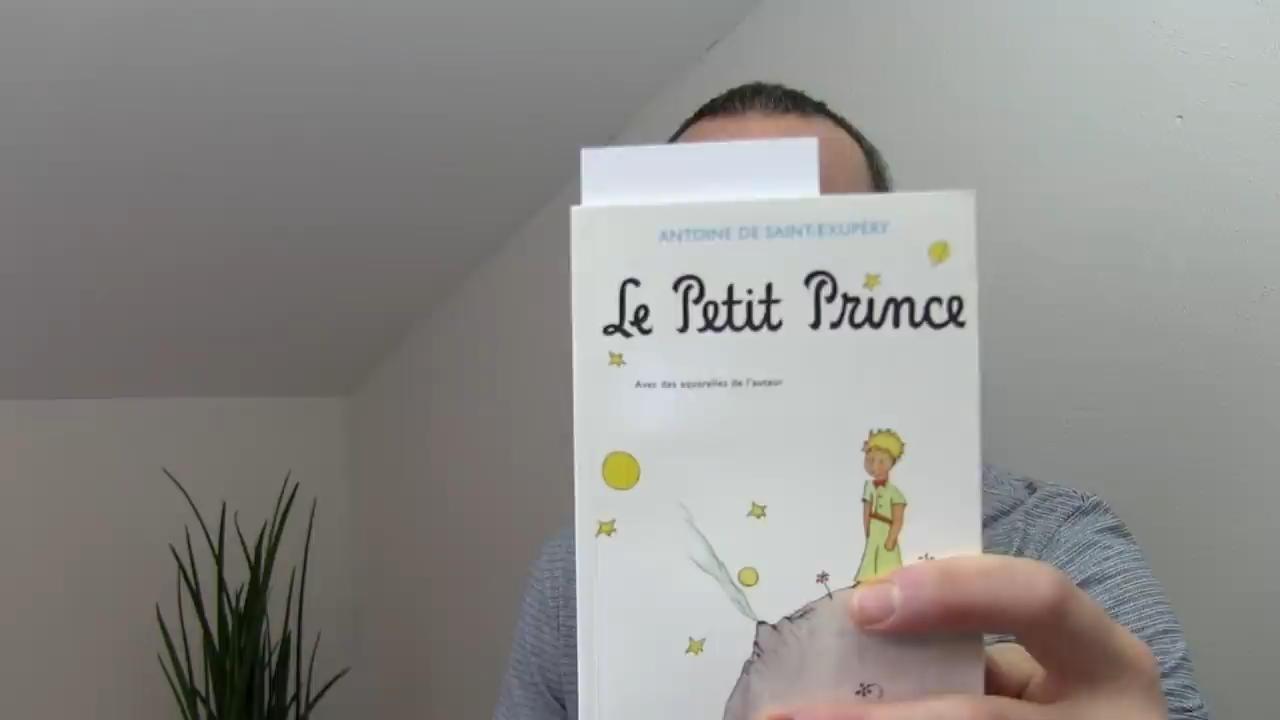 ANTOINE DE SAINT-EXUPÉRY
Le Petit Prince
Avec des aquarelles de l'auteur